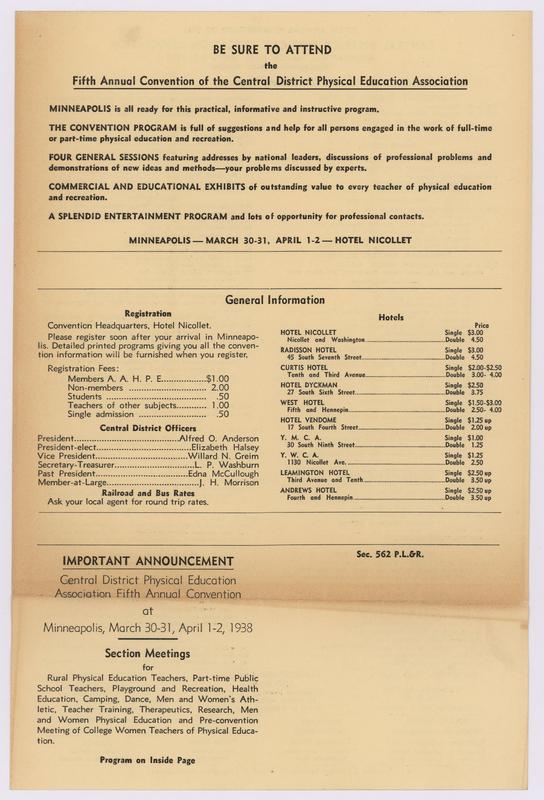 BE SURE TO ATTEND
the
Fifth Annual Convention of the Central District Physical Education Association
MINNEAPOLIS is all ready for this practical, informative and instructive program.
THE CONVENTION PROGRAM is full of suggestions and help for all persons engaged in the work of full-time
or part-time physical education and recreation.
FOUR GENERAL SESSIONS featuring addresses by national leaders, discussions of professional problems and
demonstrations of new ideas and methods—your problems discussed by experts.
COMMERCIAL AND EDUCATIONAL EXHIBITS of outstanding value to every teacher of physical education
and recreation.
A SPLENDID ENTERTAINMENT PROGRAM and lots of opportunity for professional contacts.
MINNEAPOLIS — MARCH 30-31, APRIL 1-2 — HOTEL NICOLLET
General Information
Registration
Convention Headquarters, Hotel Nicollet.
Please register soon after your arrival in Minneapo-
lis. Detailed printed programs giving you all the conven-
tion information will be furnished when you register.
Registration Fees:
Members A. A. H. P. E.................$1.00
Non-members .................... 2.00
Students ........................... .50
Teachers of other subjects........... 1.00
Single admission ................... .50
Central District Officers
President.......................Alfred O. Anderson
President-elect.......................Elizabeth Halsey
Vice President.......................Willard N. Greim
Secretary-Treasurer.......................L. P. Washburn
Past President.......................Edna McCullough
Member-at-Large.......................J. H. Morrison
Railroad and Bus Rates
Ask your local agent for round trip rates.
Hotels
Price
HOTEL NICOLLET Single $3.00
Nicollet and Washington.......................Double 4.50
RADISSON HOTEL Single $3.00
45 South Seventh Street.......................Double 4.50
CURTIS HOTEL Single $2.00-$2.50
Tenth and Third Avenue.......................Double 3.00- 4.00
HOTEL DYCKMAN Single $2.50
27 South Sixth Street.......................Double 3.75
WEST HOTEL Single $1.50-$3.00
Fifth and Hennepin.......................Double 2.50- 4.00
HOTEL VENDOME Single $1.25 up
17 South Fourth Street.......................Double 2.00 up
Y. M. C. A. Single $1.00
30 South Ninth Street.......................Double 1.25
Y. W. C. A. Single $1.25
1130 Nicollet Ave........................Double 2.50
LEAMINGTON HOTEL Single $2.50 up
Third Avenue and Tenth.......................Double 3.50 up
ANDREWS HOTEL Single $2.50 up
Fourth and Hennepin.......................Double 3.50 up
IMPORTANT ANNOUNCEMENT
Central District Physical Education
Association Fifth Annual Convention
at
Minneapolis, March 30-31, April 1-2, 1938
Section Meetings
for
Rural Physical Education Teachers, Part-time Public
School Teachers, Playground and Recreation, Health
Education, Camping, Dance, Men and Women's Ath-
letic, Teacher Training, Therapeutics, Research, Men
and Women Physical Education and Pre-convention
Meeting of College Women Teachers of Physical Educa-
tion.
Program on Inside Page
Sec. 562 P.L.&R.